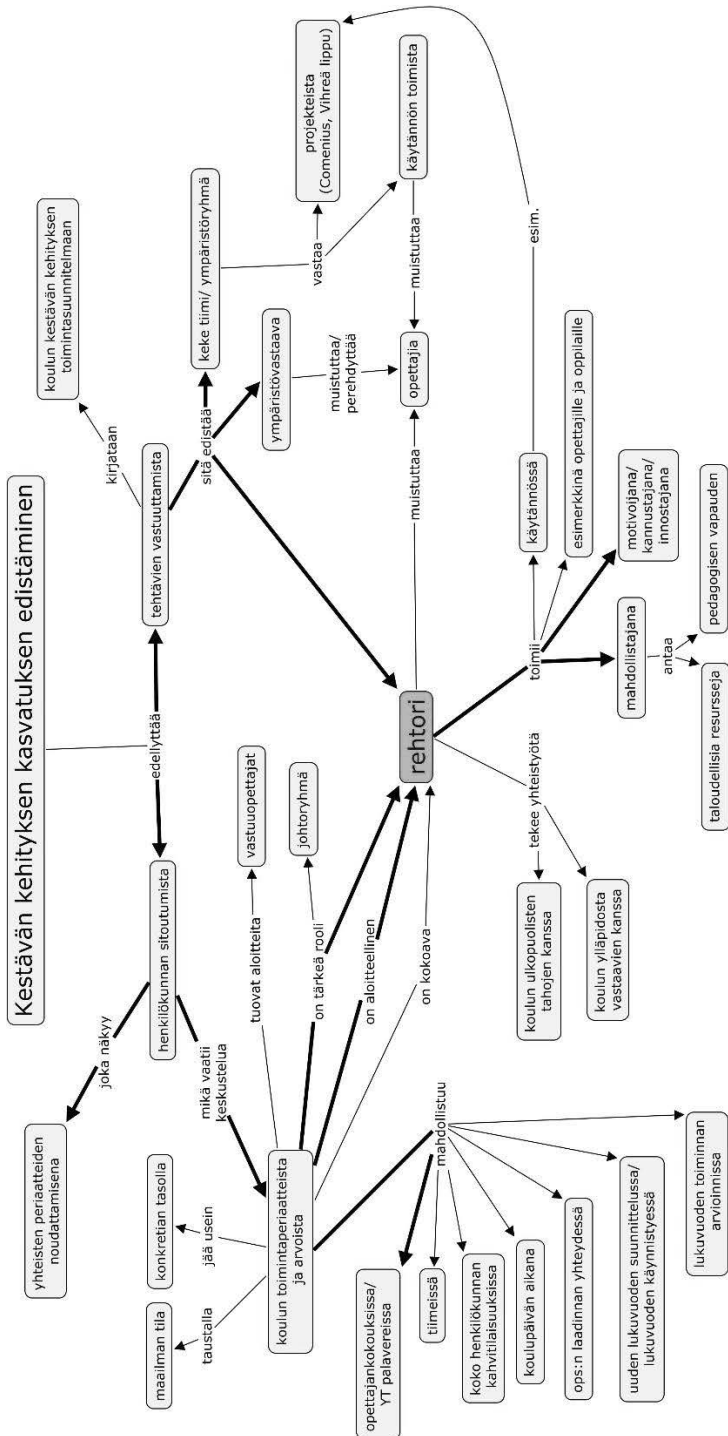 Kestävän kehityksen kasvatuksen edistäminen
edellyttää
henkilökunnan sitoutumista
tehtävien vastuuttamista
joka näkyy
yhteisten periaatteiden
noudattamisena
mikä vaatii
keskustelua
kirjataan
koulun kestävän kehityksen
toimintasuunnitelmaan
sitä edistää
keke tiimi/ ympäristöryhmä
ympäristövastaava
vastaa
projekteista
(Comenius, Vihreä lippu)
käytännön toimista
muistuttaa/
perehdyttää
muistuttaa
opettajia
muistuttaa
maailman tila
taustalla
konkretian tasolla
jää usein
koulun toimintaperiaatteista
ja arvoista
tuovat aloitteita
vastuuopettajat
on tärkeä rooli
johtoryhmä
on aloitteellinen
on kokoava
rehtori
mahdollistuu
opettajankokouksissa/
YT palavereissa
tiimeissä
koko henkilökunnan
kahvitilaisuuksissa
koulupäivän aikana
ops:n laadinnan yhteydessä
uuden lukuvuoden suunnittelussa/
lukuvuoden käynnistyessä
lukuvuoden toiminnan
arvioinnissa
tekee yhteistyötä
koulun ulkopuolisten
tahojen kanssa
koulun ylläpidosta
vastaavien kanssa
toimii
käytännössä
esim.
esimerkkinä opettajille ja oppilaille
motivoijana/
kannustajana/
innostajana
mahdollistajana
antaa
taloudellisia resursseja
pedagogisen vapauden